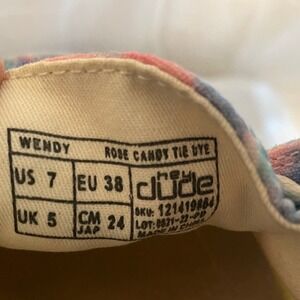 WENDY ROSE CANDY TIE DYE
US 7 EU 38 hey dude
UK 5 CM JAP 24
SKU: 121419864
MADE IN CHINA